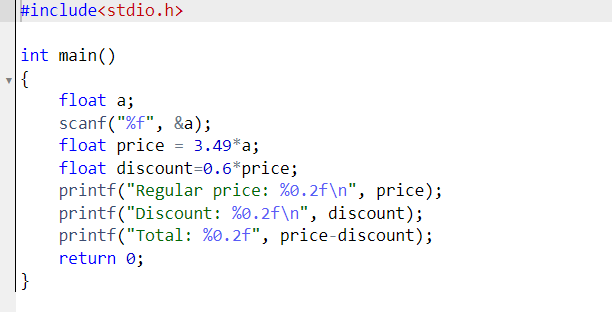 #include<stdio.h>
int main()
{
float a;
scanf("%f", &a);
float price = 3.49*a;
float discount=0.6*price;
printf("Regular price: %0.2f\n", price);
printf("Discount: %0.2f\n", discount);
printf("Total: %0.2f", price-discount);
return 0;
}